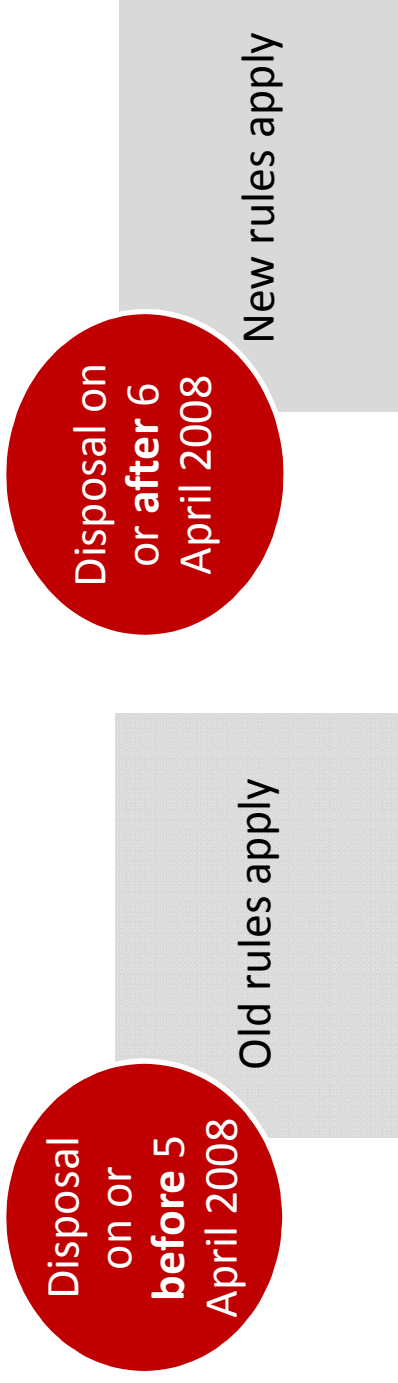 Disposal
on or
before 5
April 2008
Old rules apply
Disposal on
or after 6
April 2008
New rules apply